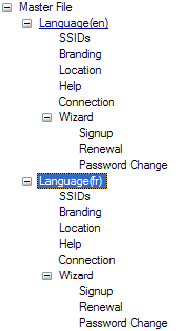 Master File
Language(en)
SSIDs
Branding
Location
Help
Connection
Wizard
Signup
Renewal
Password Change
Language(fr)
SSIDs
Branding
Location
Help
Connection
Wizard
Signup
Renewal
Password Change